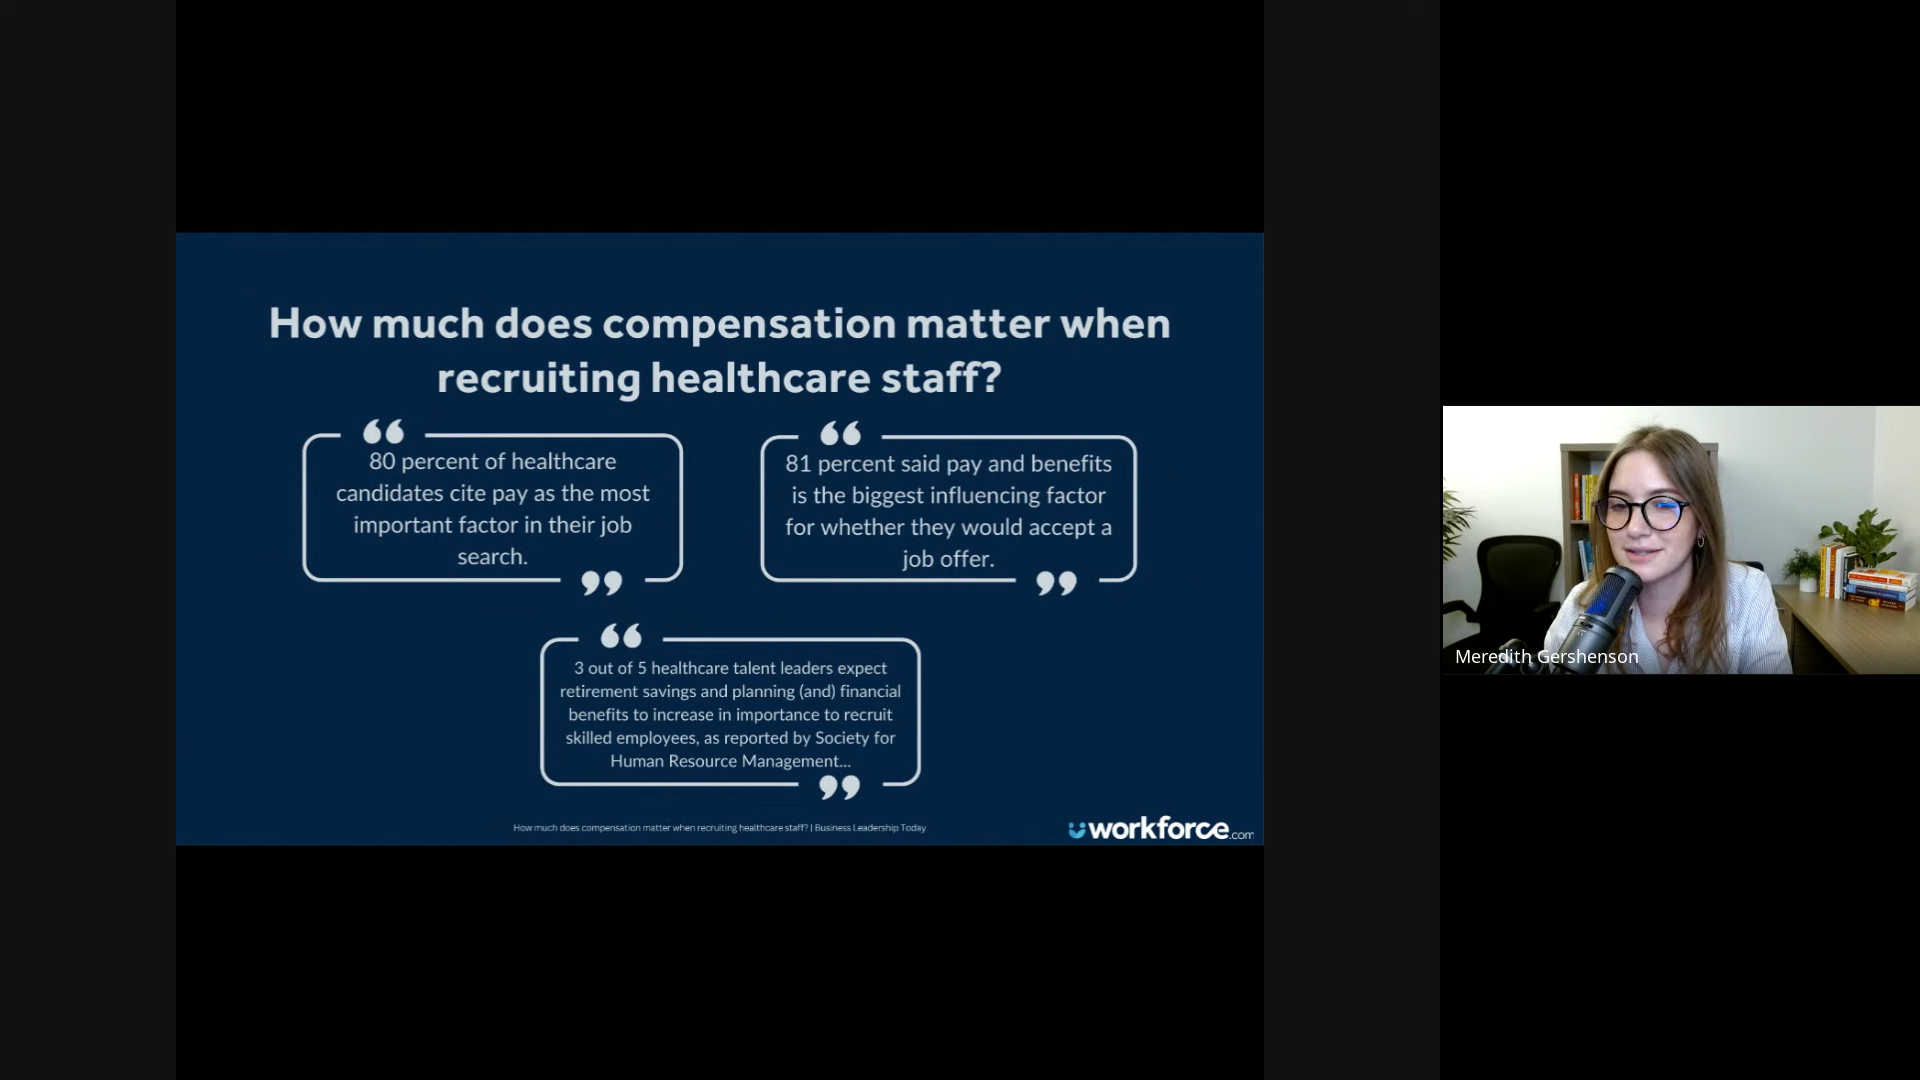 How much does compensation matter when
recruiting healthcare staff?
80 percent of healthcare
candidates cite pay as the most
important factor in their job
search.
81 percent said pay and benefits
is the biggest influencing factor
for whether they would accept a
job offer.
3 out of 5 healthcare talent leaders expect
retirement savings and planning (and) financial
benefits to increase in importance to recruit
skilled employees, as reported by Society for
Human Resource Management...
How much does compensation matter when recruiting healthcare staff? | Business Leadership Today
workforce.com
Meredith Gershenson